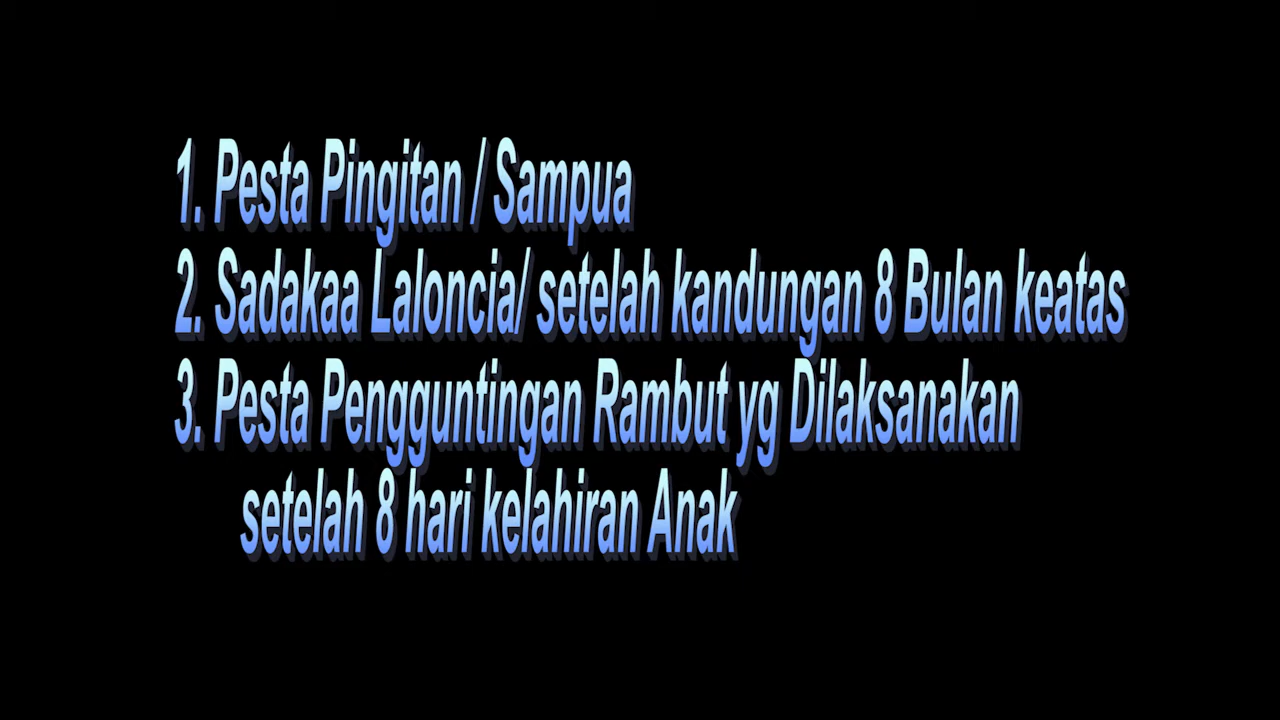 1. Pesta Pingitan / Sampua
2. Sadakaa Laloncia/ setelah kandungan 8 Bulan keatas
3. Pesta Pengguntingan Rambut yg Dilaksanakan
setelah 8 hari kelahiran Anak